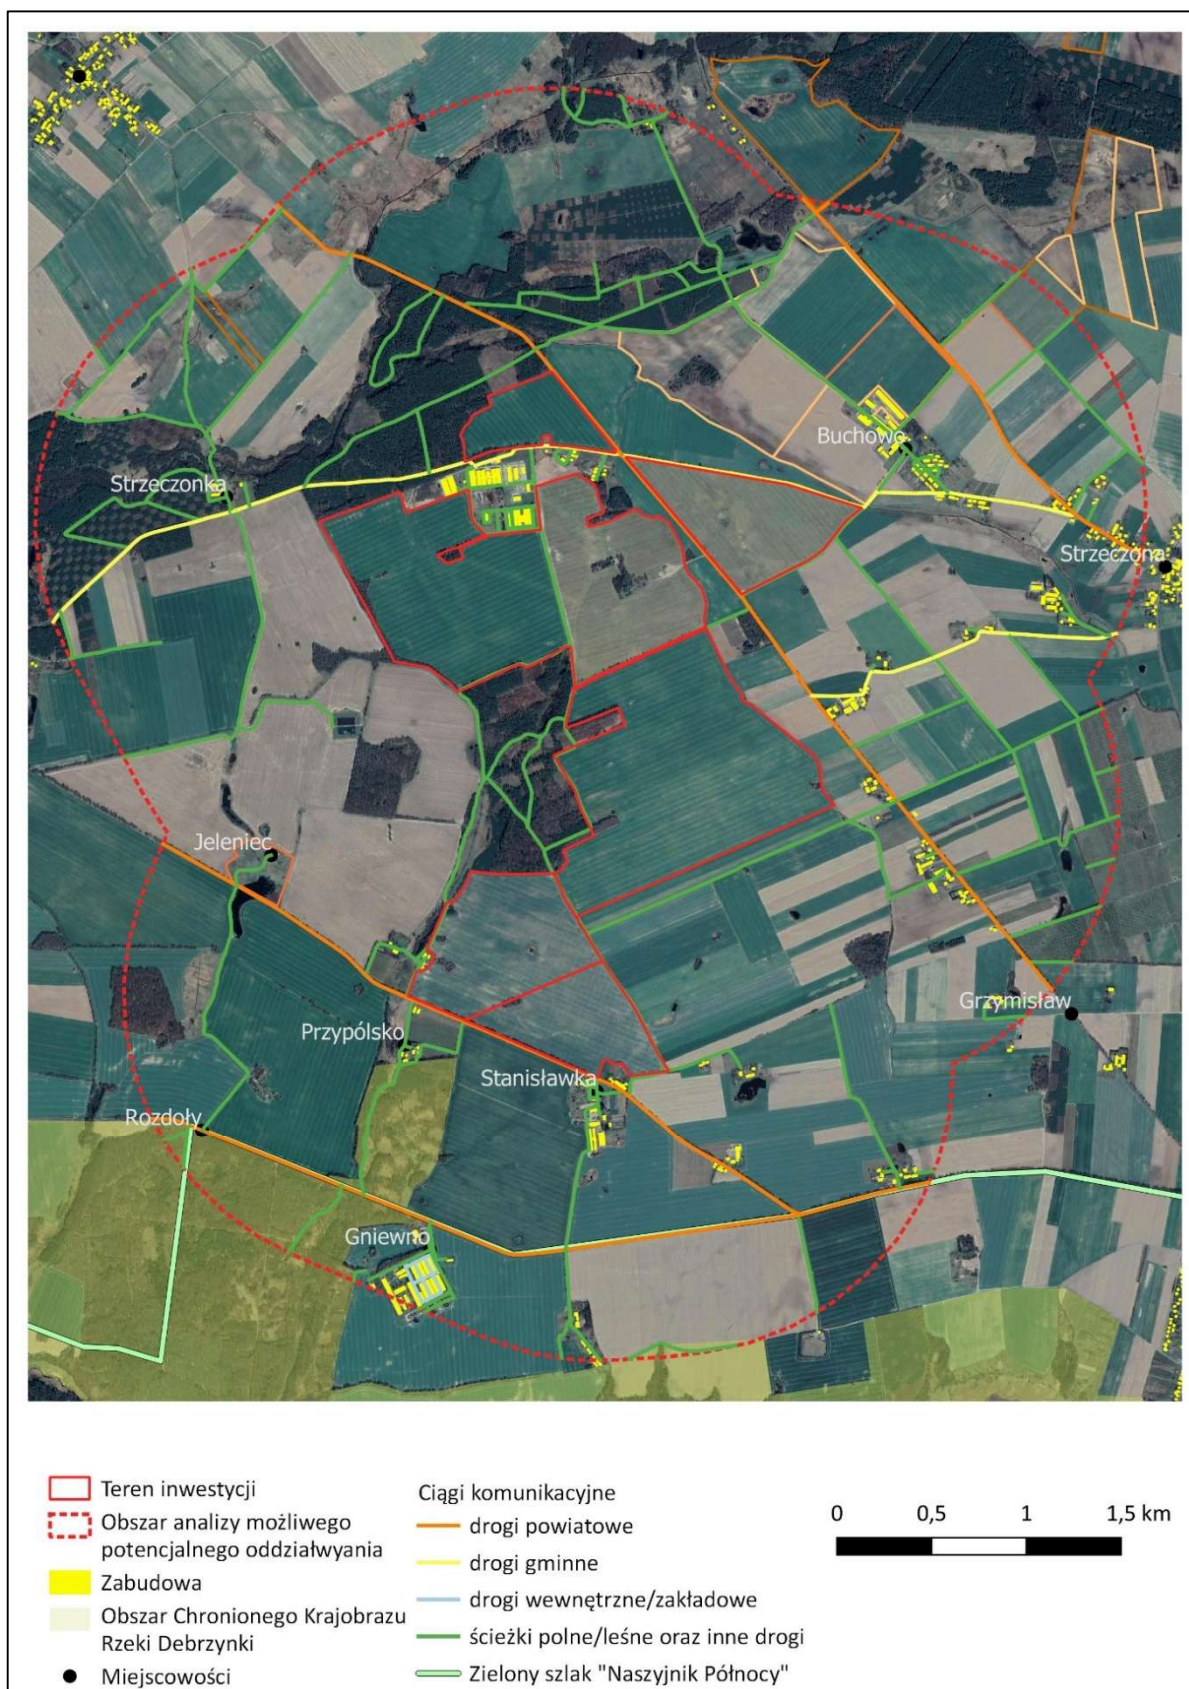 Buchowo
Strzeczonka
Strzeczona
Jeleniec
Grzymisław
Przypólsko
Stanisławka
Rozdoły
Gniewno
Teren inwestycji
Obszar analizy możliwego
potencjalnego oddziaływania
Zabudowa
Obszar Chronionego Krajobrazu
Rzeki Debrzynki
Miejscowości
Ciągi komunikacyjne
drogi powiatowe
drogi gminne
drogi wewnętrzne/zakładowe
ścieżki polne/leśne oraz inne drogi
Zielony szlak "Naszyjnik Północy"
0 0,5 1 1,5 km